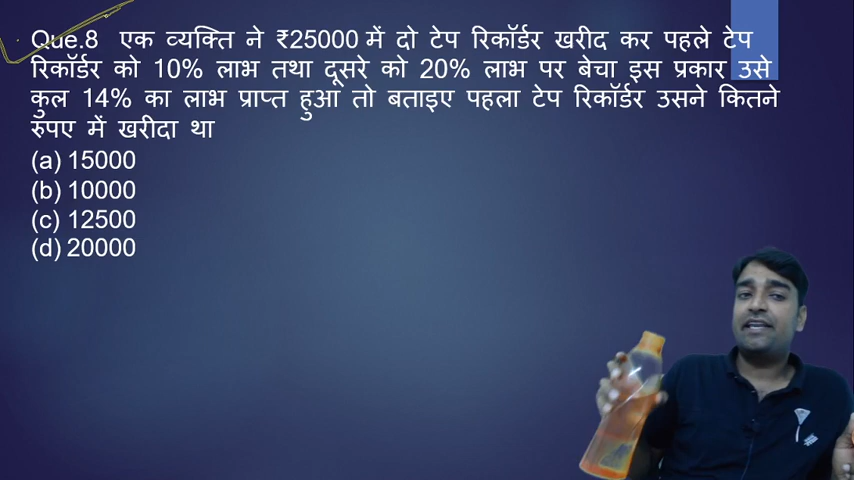 Que.8 एक व्यक्ति ने ₹25000 में दो टेप रिकॉर्डर खरीद कर पहले टेप
रिकॉर्डर को 10% लाभ तथा दूसरे को 20% लाभ पर बेचा इस प्रकार उसे
कुल 14% का लाभ प्राप्त हुआ तो बताइए पहला टेप रिकॉर्डर उसने कितने
रुपए में खरीदा था
(a) 15000
(b) 10000
(c) 12500
(d) 20000